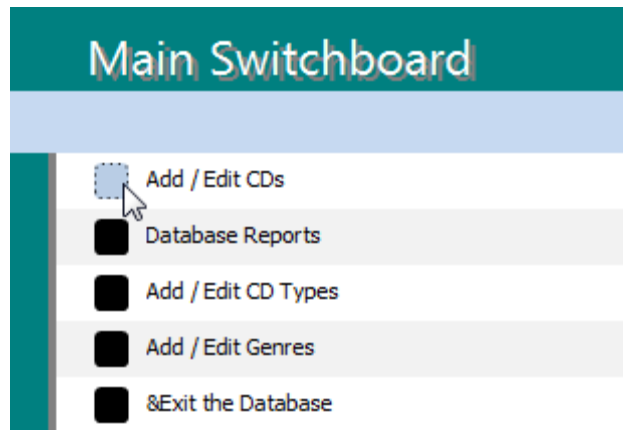 Main Switchboard
Add / Edit CDs
Database Reports
Add / Edit CD Types
Add / Edit Genres
&Exit the Database